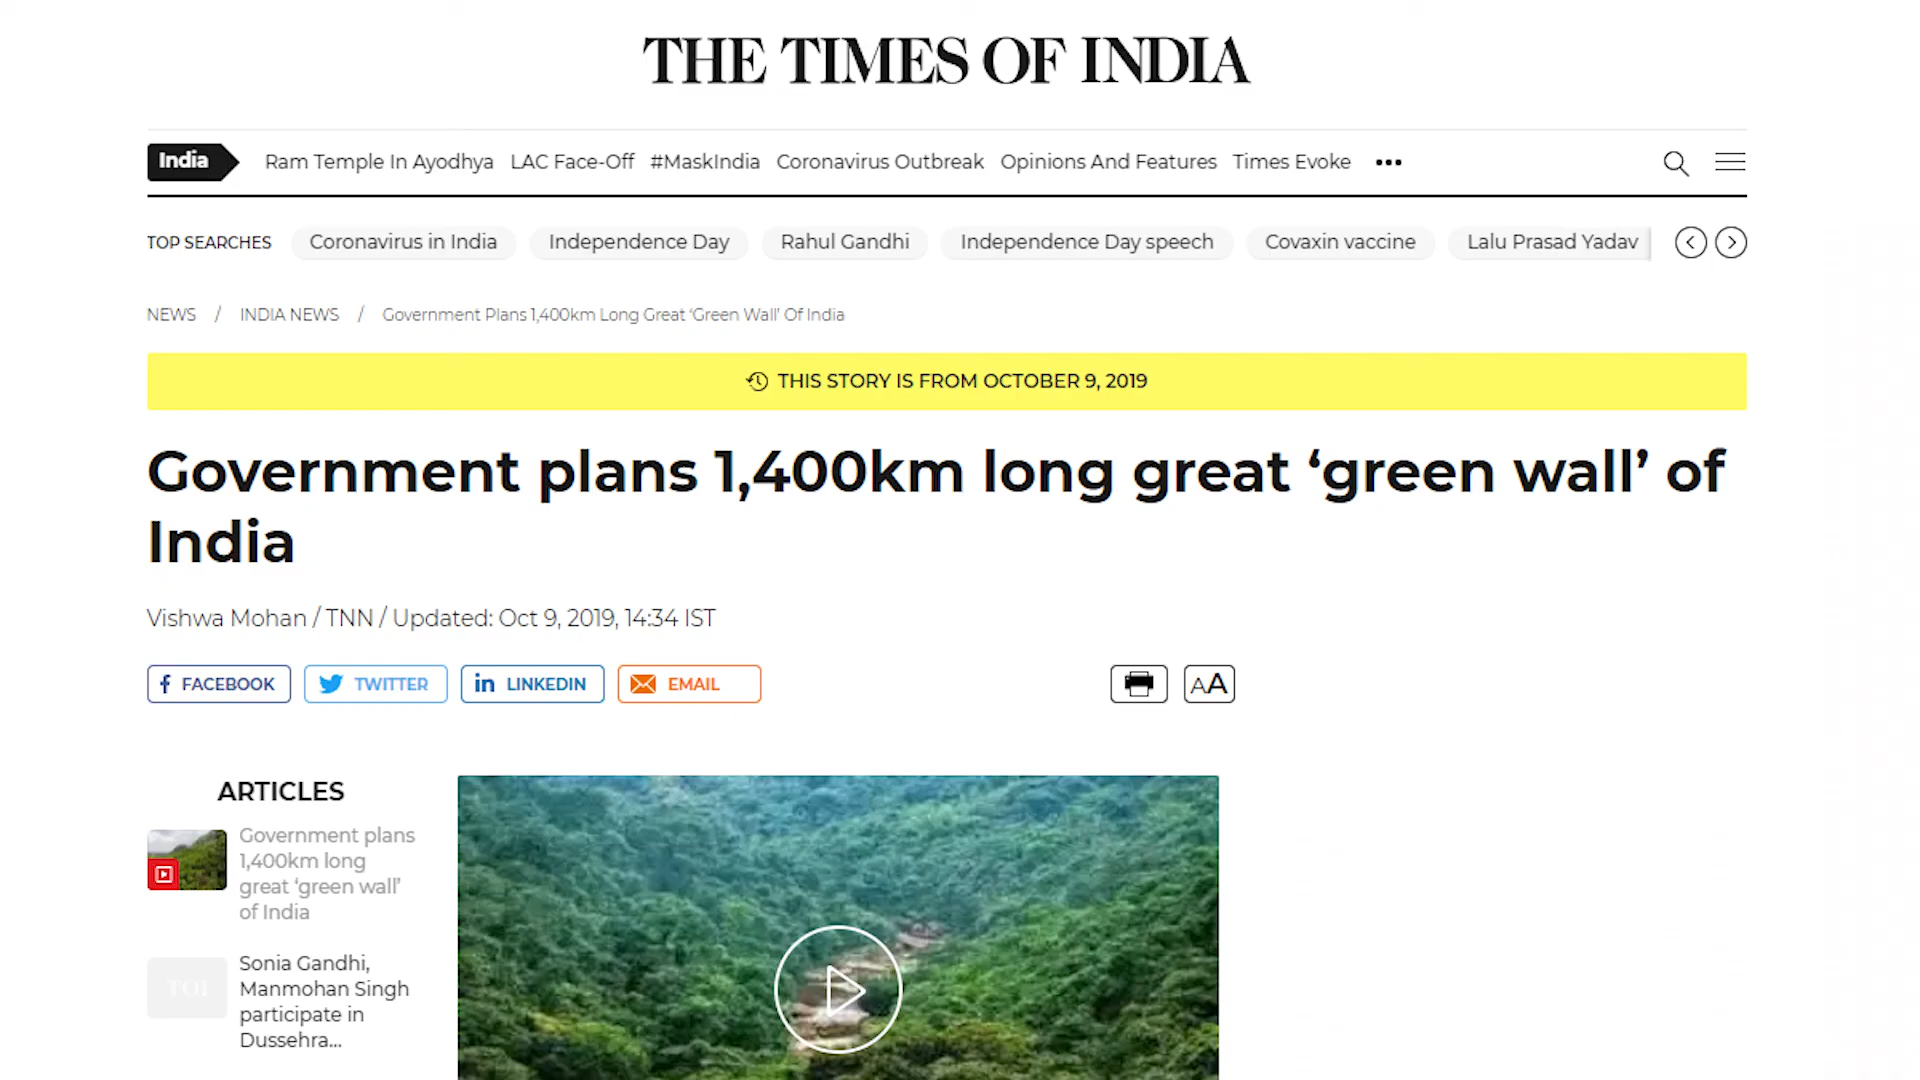 THE TIMES OF INDIA
India Ram Temple In Ayodhya LAC Face-Off #MaskIndia Coronavirus Outbreak Opinions And Features Times Evoke •••
TOP SEARCHES Coronavirus in India Independence Day Rahul Gandhi Independence Day speech Covaxin vaccine Lalu Prasad Yadav
NEWS / INDIA NEWS / Government Plans 1,400km Long Great ‘Green Wall’ Of India
THIS STORY IS FROM OCTOBER 9, 2019
Government plans 1,400km long great ‘green wall’ of
India
Vishwa Mohan / TNN / Updated: Oct 9, 2019, 14:34 IST
f FACEBOOK TWITTER in LINKEDIN EMAIL AA
ARTICLES
Government plans
1,400km long
great ‘green wall’
of India
TOI
Sonia Gandhi,
Manmohan Singh
participate in
Dussehra...